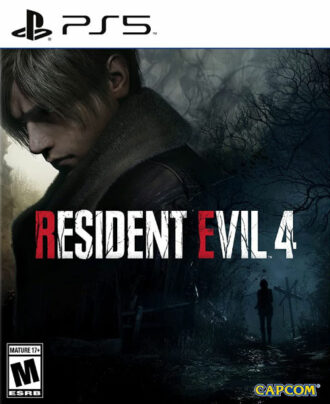 PS5
RESIDENT EVIL 4
MATURE 17+
M
ESRB
CAPCOM